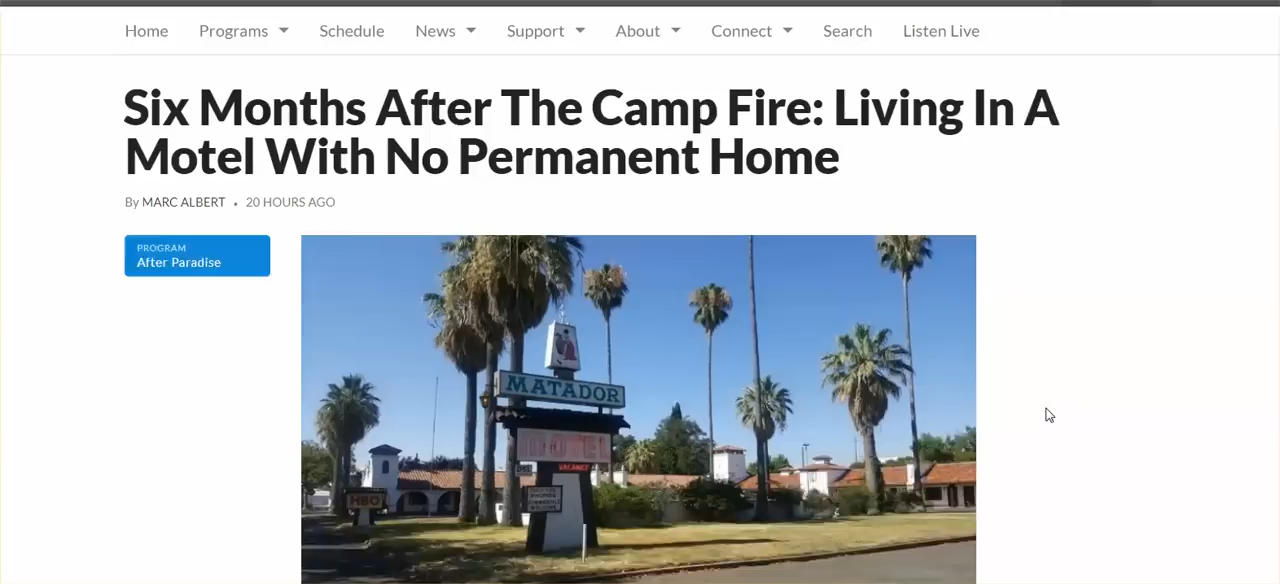 Home Programs Schedule News Support About Connect Search Listen Live
Six Months After The Camp Fire: Living In A
Motel With No Permanent Home
By MARC ALBERT • 20 HOURS AGO
PROGRAM
After Paradise
MATADOR
MOTEL
VACANCY
HBO